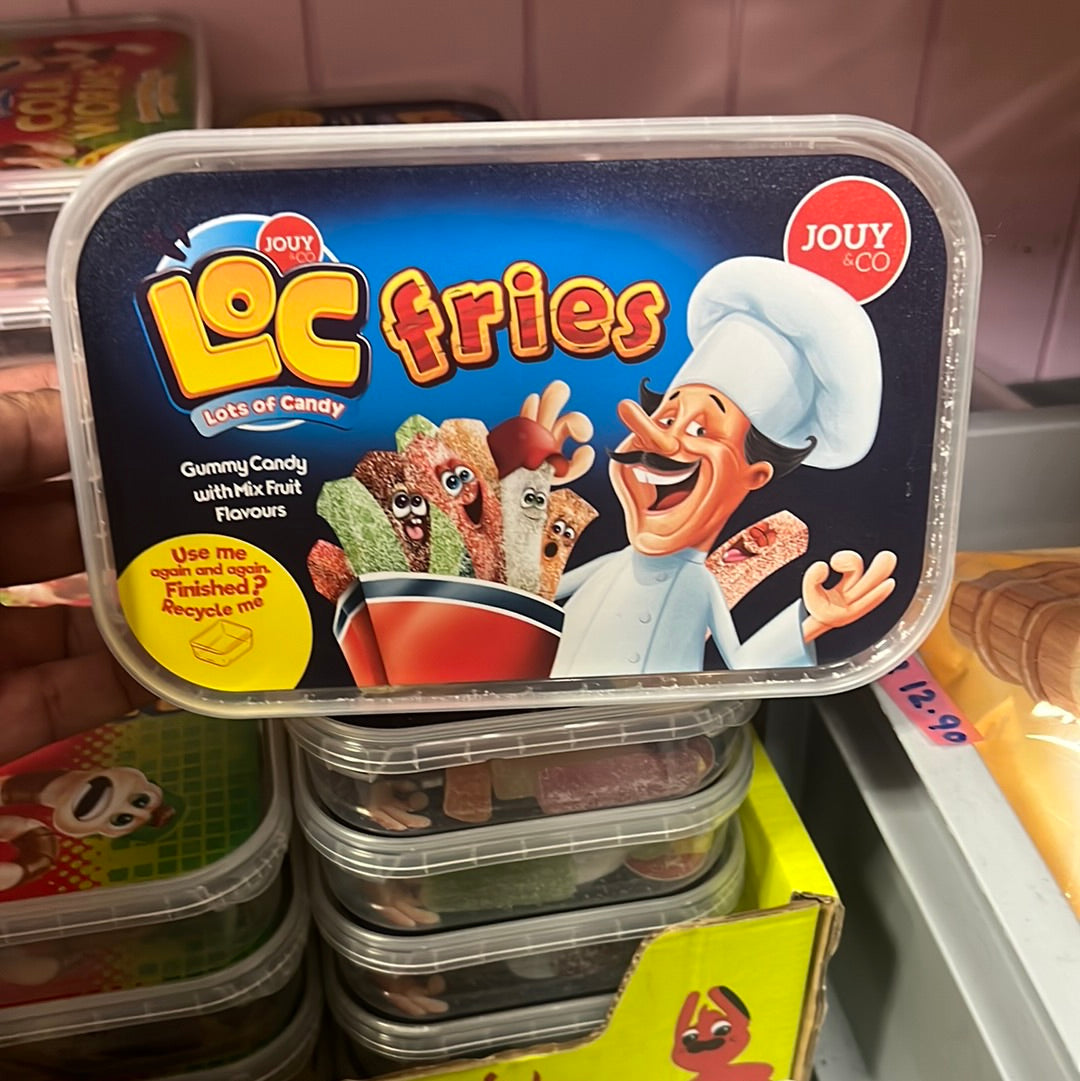 JOUY
&CO
LOC
Lots of Candy
fries
JOUY
&CO
Gummy Candy
with Mix Fruit
Flavours
Use me
again and again.
Finished?
Recycle me
12.90